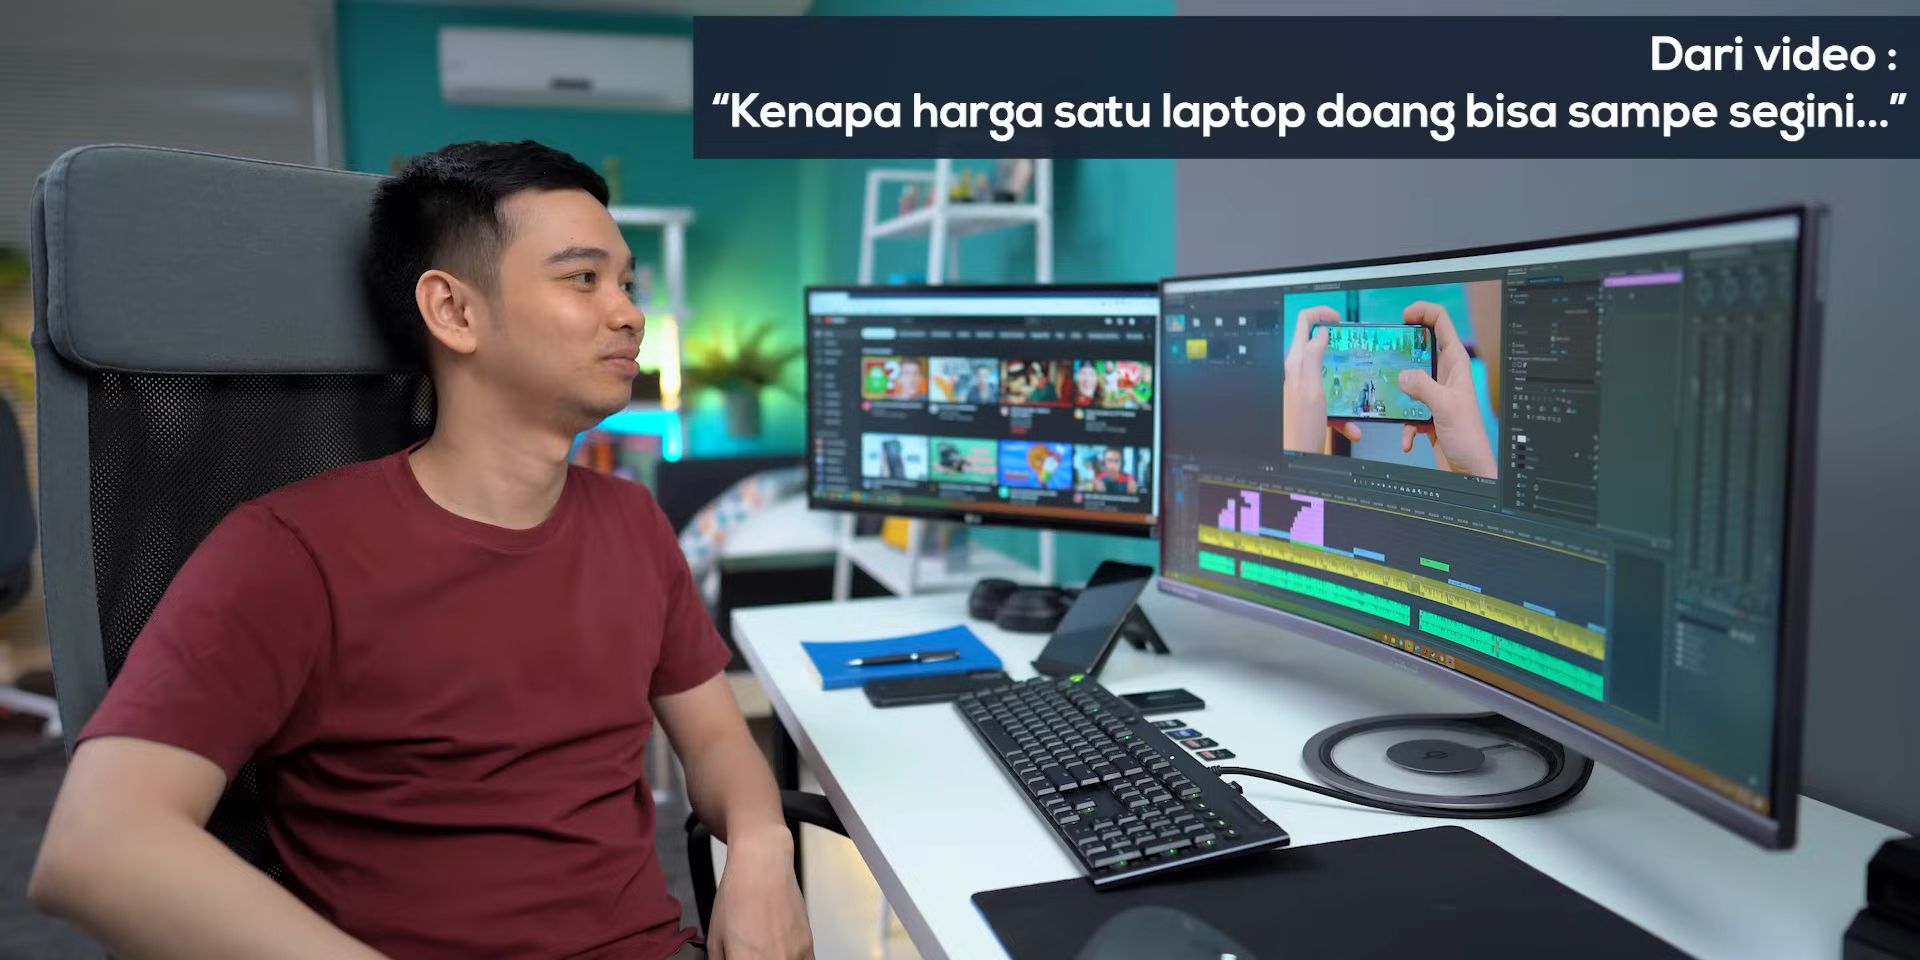 Dari video :
“Kenapa harga satu laptop doang bisa sampe segini...”